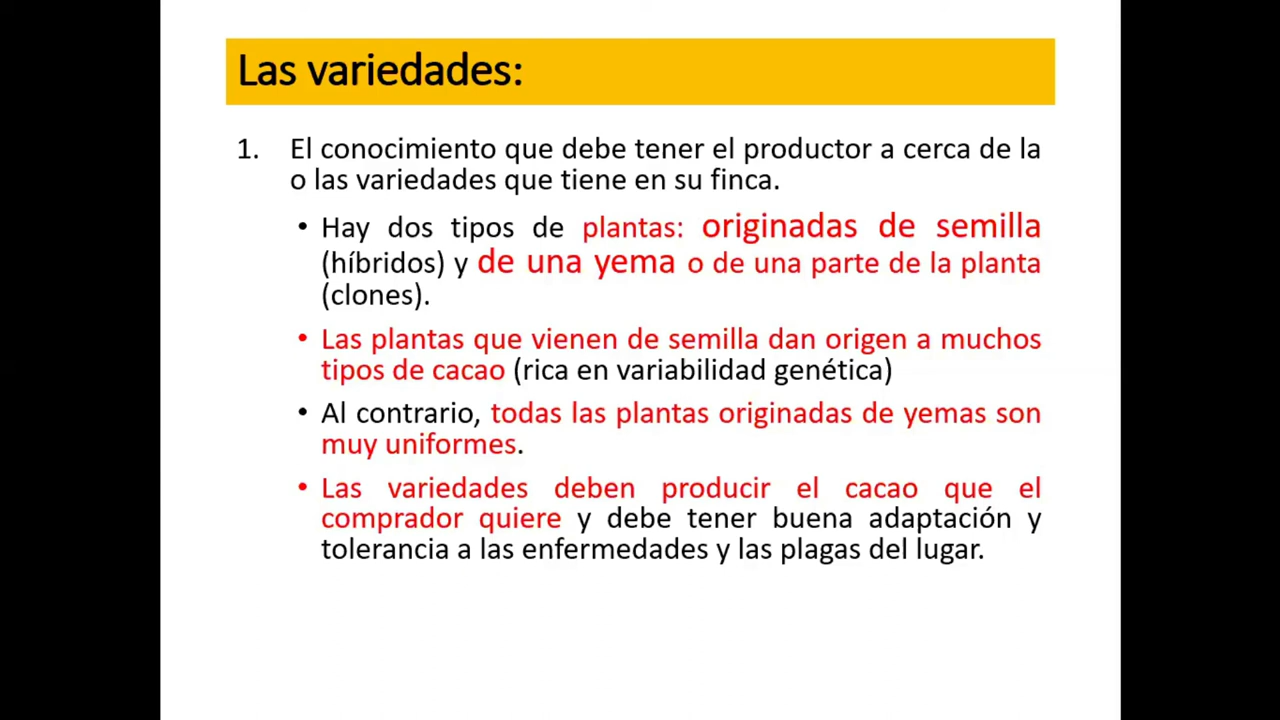 Las variedades:
1. El conocimiento que debe tener el productor a cerca de la
o las variedades que tiene en su finca.
• Hay dos tipos de plantas: originadas de semilla
(híbridos) y de una yema o de una parte de la planta
(clones).
• Las plantas que vienen de semilla dan origen a muchos
tipos de cacao (rica en variabilidad genética)
• Al contrario, todas las plantas originadas de yemas son
muy uniformes.
• Las variedades deben producir el cacao que el
comprador quiere y debe tener buena adaptación y
tolerancia a las enfermedades y las plagas del lugar.